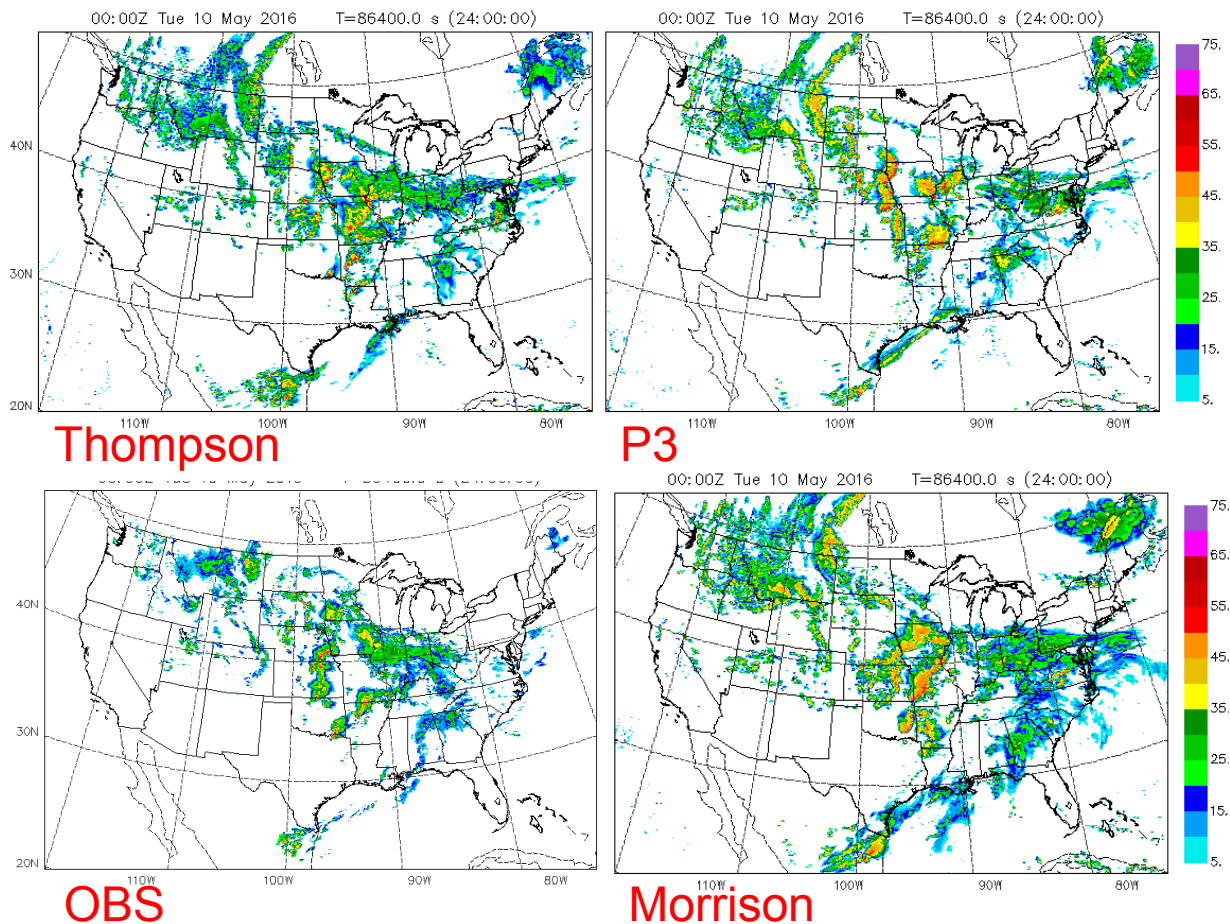 00:00Z Tue 10 May 2016 T=86400.0 s (24:00:00)
00:00Z Tue 10 May 2016 T=86400.0 s (24:00:00)
75.
65.
55.
45.
35.
25.
15.
5.
40N
30N
20N
110W 100W 90W 80W
110W 100W 90W 80W
Thompson
P3
00:00Z Tue 10 May 2016 T=86400.0 s (24:00:00)
75.
65.
55.
45.
35.
25.
15.
5.
40N
30N
20N
110W 100W 90W 80W
110W 100W 90W 80W
OBS
Morrison